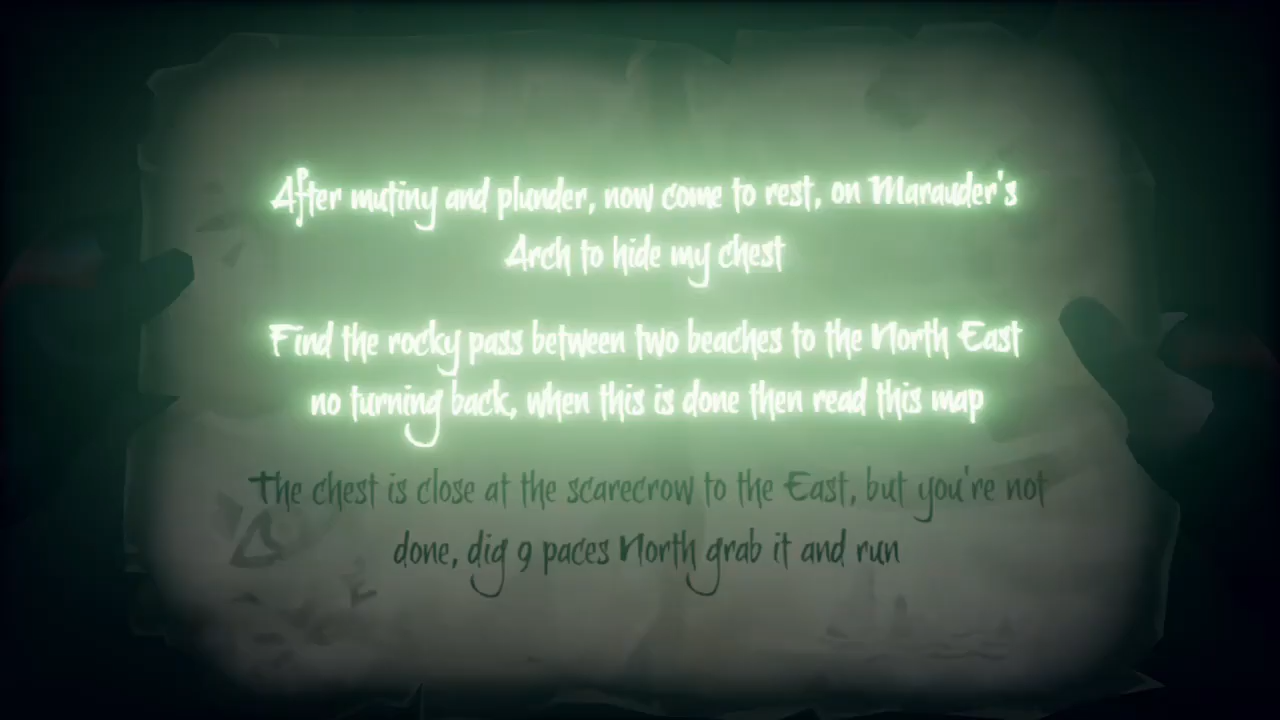 After mutiny and plunder, now come to rest, on Marauder's
Arch to hide my chest
Find the rocky pass between two beaches to the North East
no turning back, when this is done then read this map
The chest is close at the scarecrow to the East, but you're not
done, dig 9 paces North grab it and run